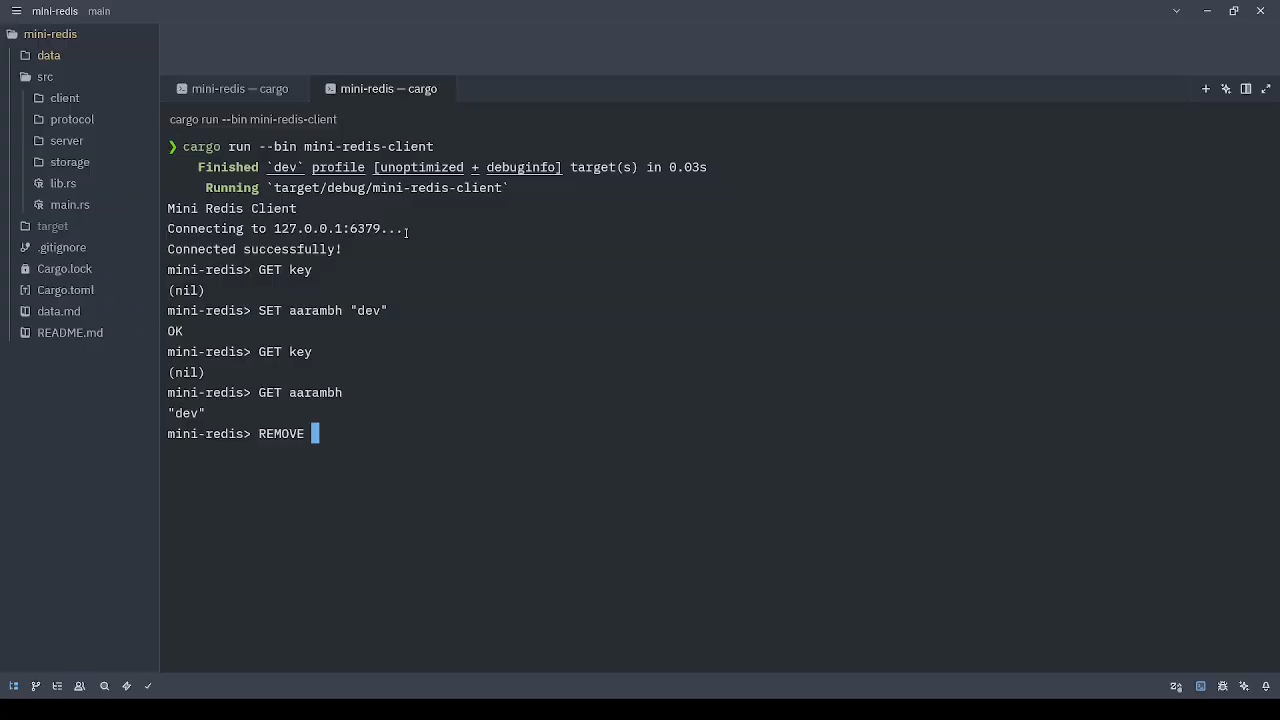 mini-redis main
mini-redis
data
src
client
protocol
server
storage
lib.rs
main.rs
target
.gitignore
Cargo.lock
Cargo.toml
data.md
README.md
mini-redis — cargo
mini-redis — cargo
cargo run --bin mini-redis-client
❯ cargo run --bin mini-redis-client
Finished `dev` profile [unoptimized + debuginfo] target(s) in 0.03s
Running `target/debug/mini-redis-client`
Mini Redis Client
Connecting to 127.0.0.1:6379...
Connected successfully!
mini-redis> GET key
(nil)
mini-redis> SET aarambh "dev"
OK
mini-redis> GET key
(nil)
mini-redis> GET aarambh
"dev"
mini-redis> REMOVE